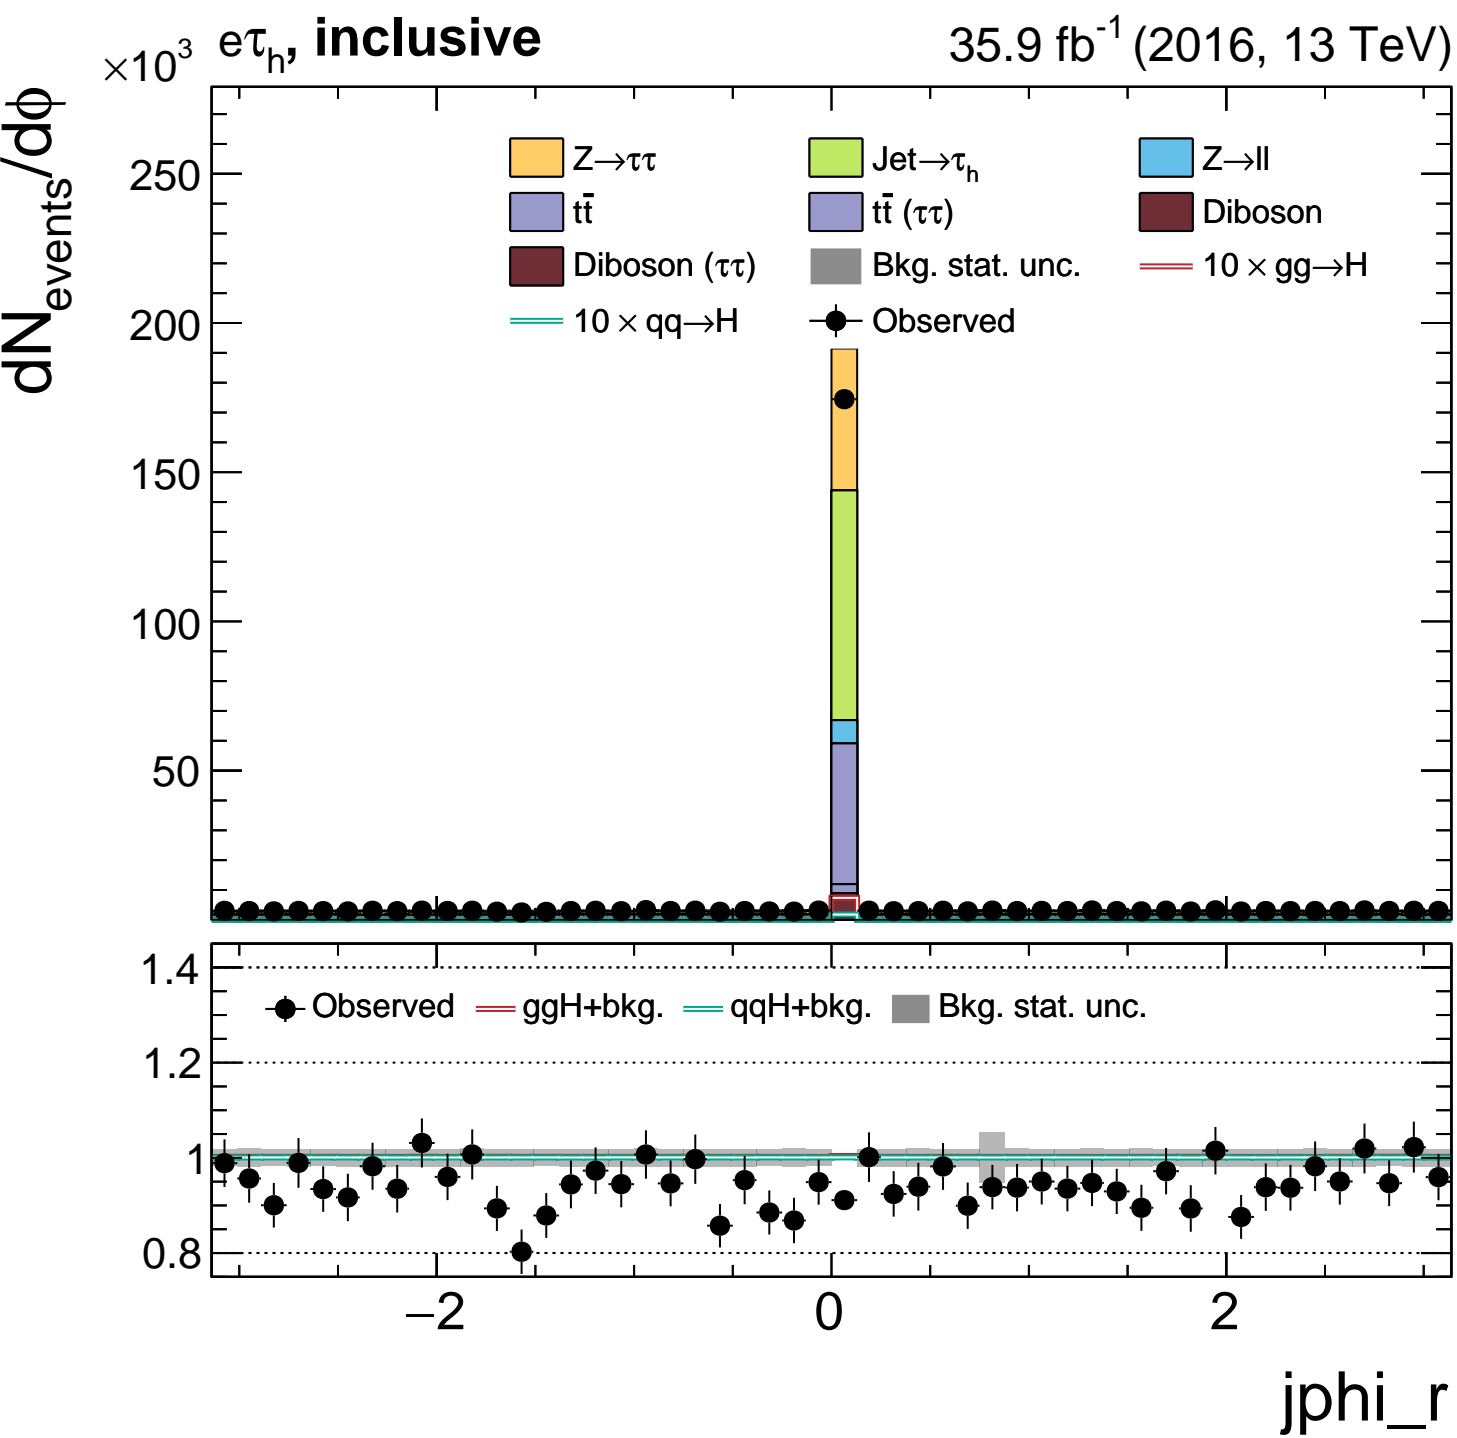 ×10³ eτₕ, inclusive 35.9 fb⁻¹ (2016, 13 TeV)
dN_events/dϕ
250
200
150
100
50
Z→ττ Jet→τₕ Z→ll
tt̄ tt̄ (ττ) Diboson
Diboson (ττ) Bkg. stat. unc. 10 × gg→H
10 × qq→H Observed
1.4
1.2
1
0.8
Observed ggH+bkg. qqH+bkg. Bkg. stat. unc.
−2 0 2
jphi_r